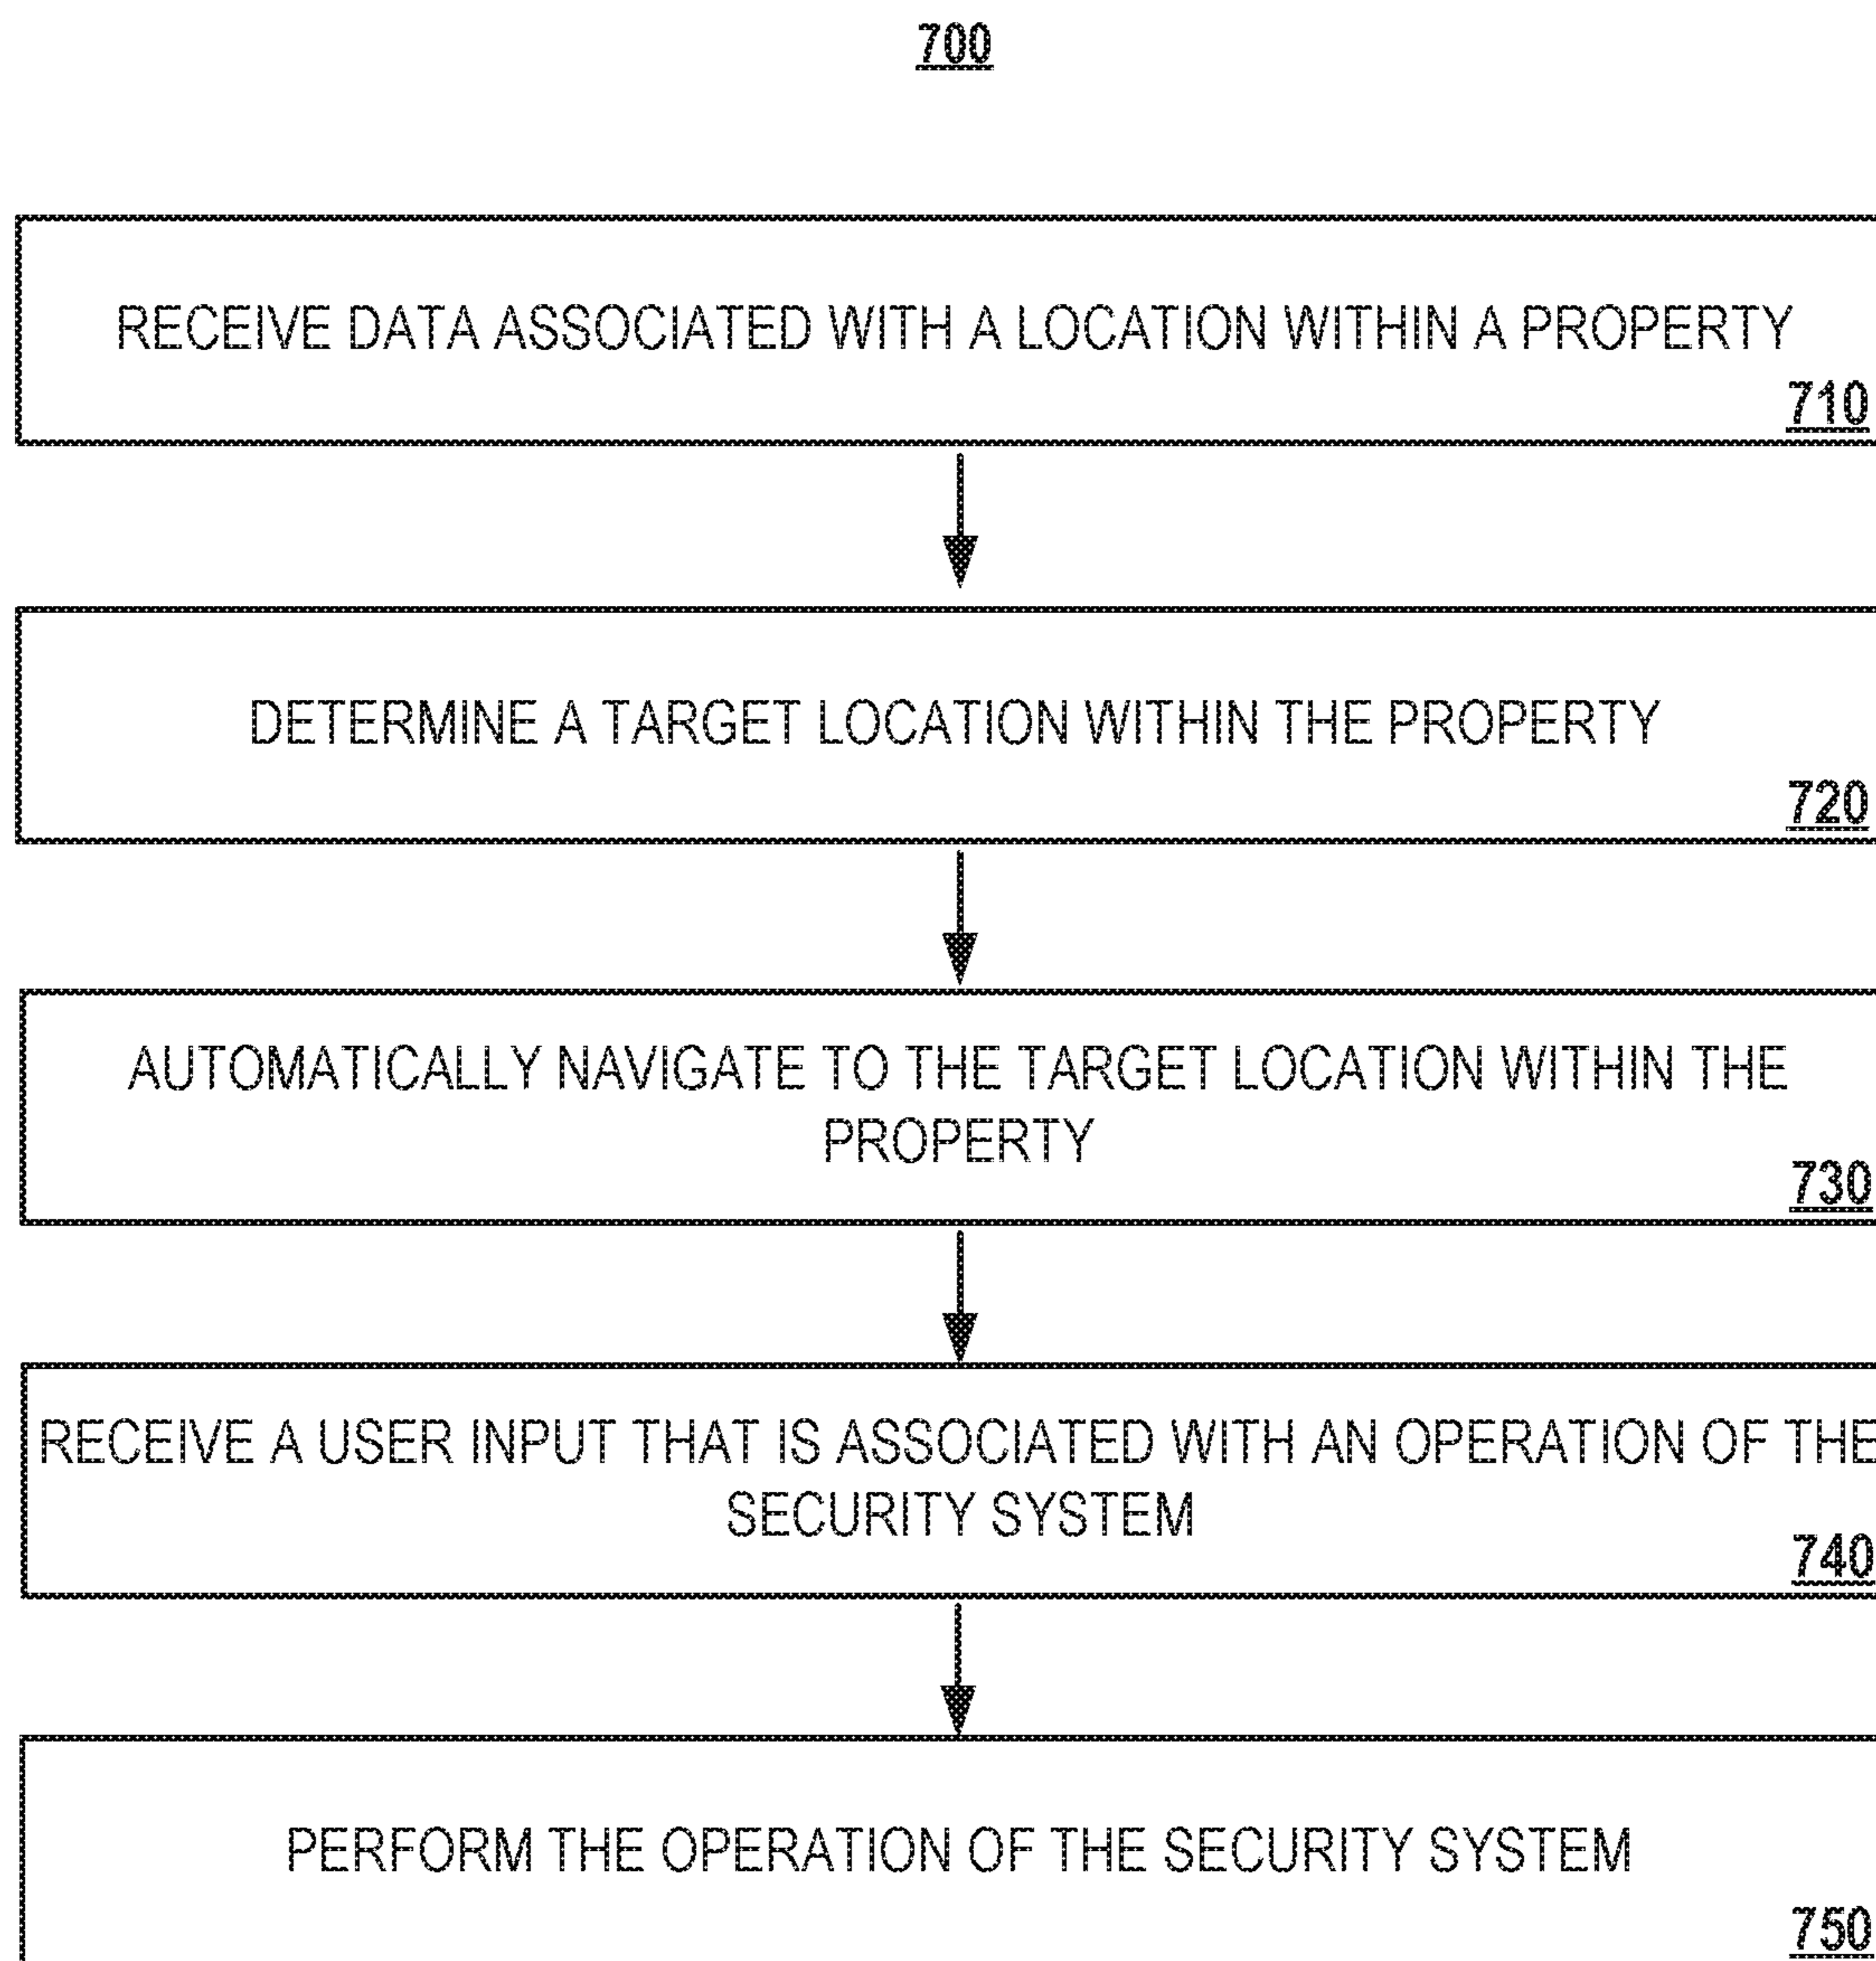 700
RECEIVE DATA ASSOCIATED WITH A LOCATION WITHIN A PROPERTY
710
DETERMINE A TARGET LOCATION WITHIN THE PROPERTY
720
AUTOMATICALLY NAVIGATE TO THE TARGET LOCATION WITHIN THE
PROPERTY
730
RECEIVE A USER INPUT THAT IS ASSOCIATED WITH AN OPERATION OF THE
SECURITY SYSTEM
740
PERFORM THE OPERATION OF THE SECURITY SYSTEM
750